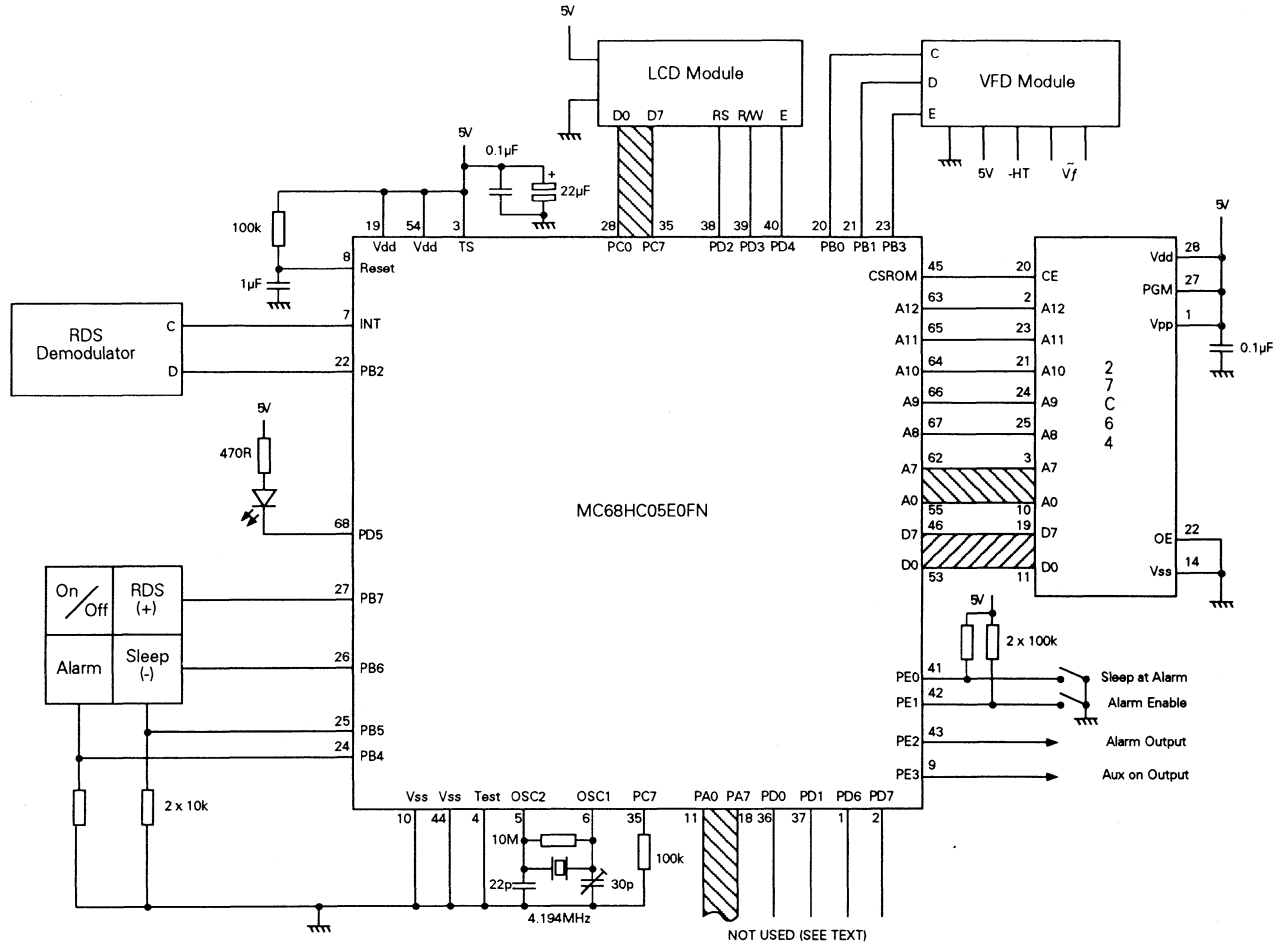 5V
LCD Module
D0 D7 RS R/W E
C
D
E
VFD Module
5V -HT Vf
5V
0.1µF
+
22µF
100k
1µF
19 54 3 28 35 38 39 40 20 21 23
Vdd Vdd TS PC0 PC7 PD2 PD3 PD4 PB0 PB1 PB3
8 Reset
RDS Demodulator
C
D
7 INT
22 PB2
5V
470R
68 PD5
On/Off
RDS (+)
Alarm
Sleep (-)
27 PB7
26 PB6
25 PB5
24 PB4
2 x 10k
MC68HC05E0FN
CSROM 45 20 CE
A12 63 2 A12
A11 65 23 A11
A10 64 21 A10
A9 66 24 A9
A8 67 25 A8
A7 62 3 A7
A0 55 10 A0
D7 46 19 D7
D0 53 11 D0
27C64
5V
Vdd 28
PGM 27
Vpp 1
0.1µF
OE 22
Vss 14
5V
2 x 100k
PE0 41 Sleep at Alarm
PE1 42 Alarm Enable
PE2 43 Alarm Output
PE3 9 Aux on Output
Vss Vss Test OSC2 OSC1 PC7 PA0 PA7 PD0 PD1 PD6 PD7
10 44 4 5 6 35 11 18 36 37 1 2
10M
100k
22p
30p
4.194MHz
NOT USED (SEE TEXT)